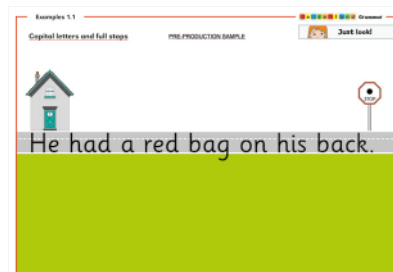 Examples 1.1
Grammar
Capital letters and full stops
PRE-PRODUCTION SAMPLE
Just look!
STOP
He had a red bag on his back.